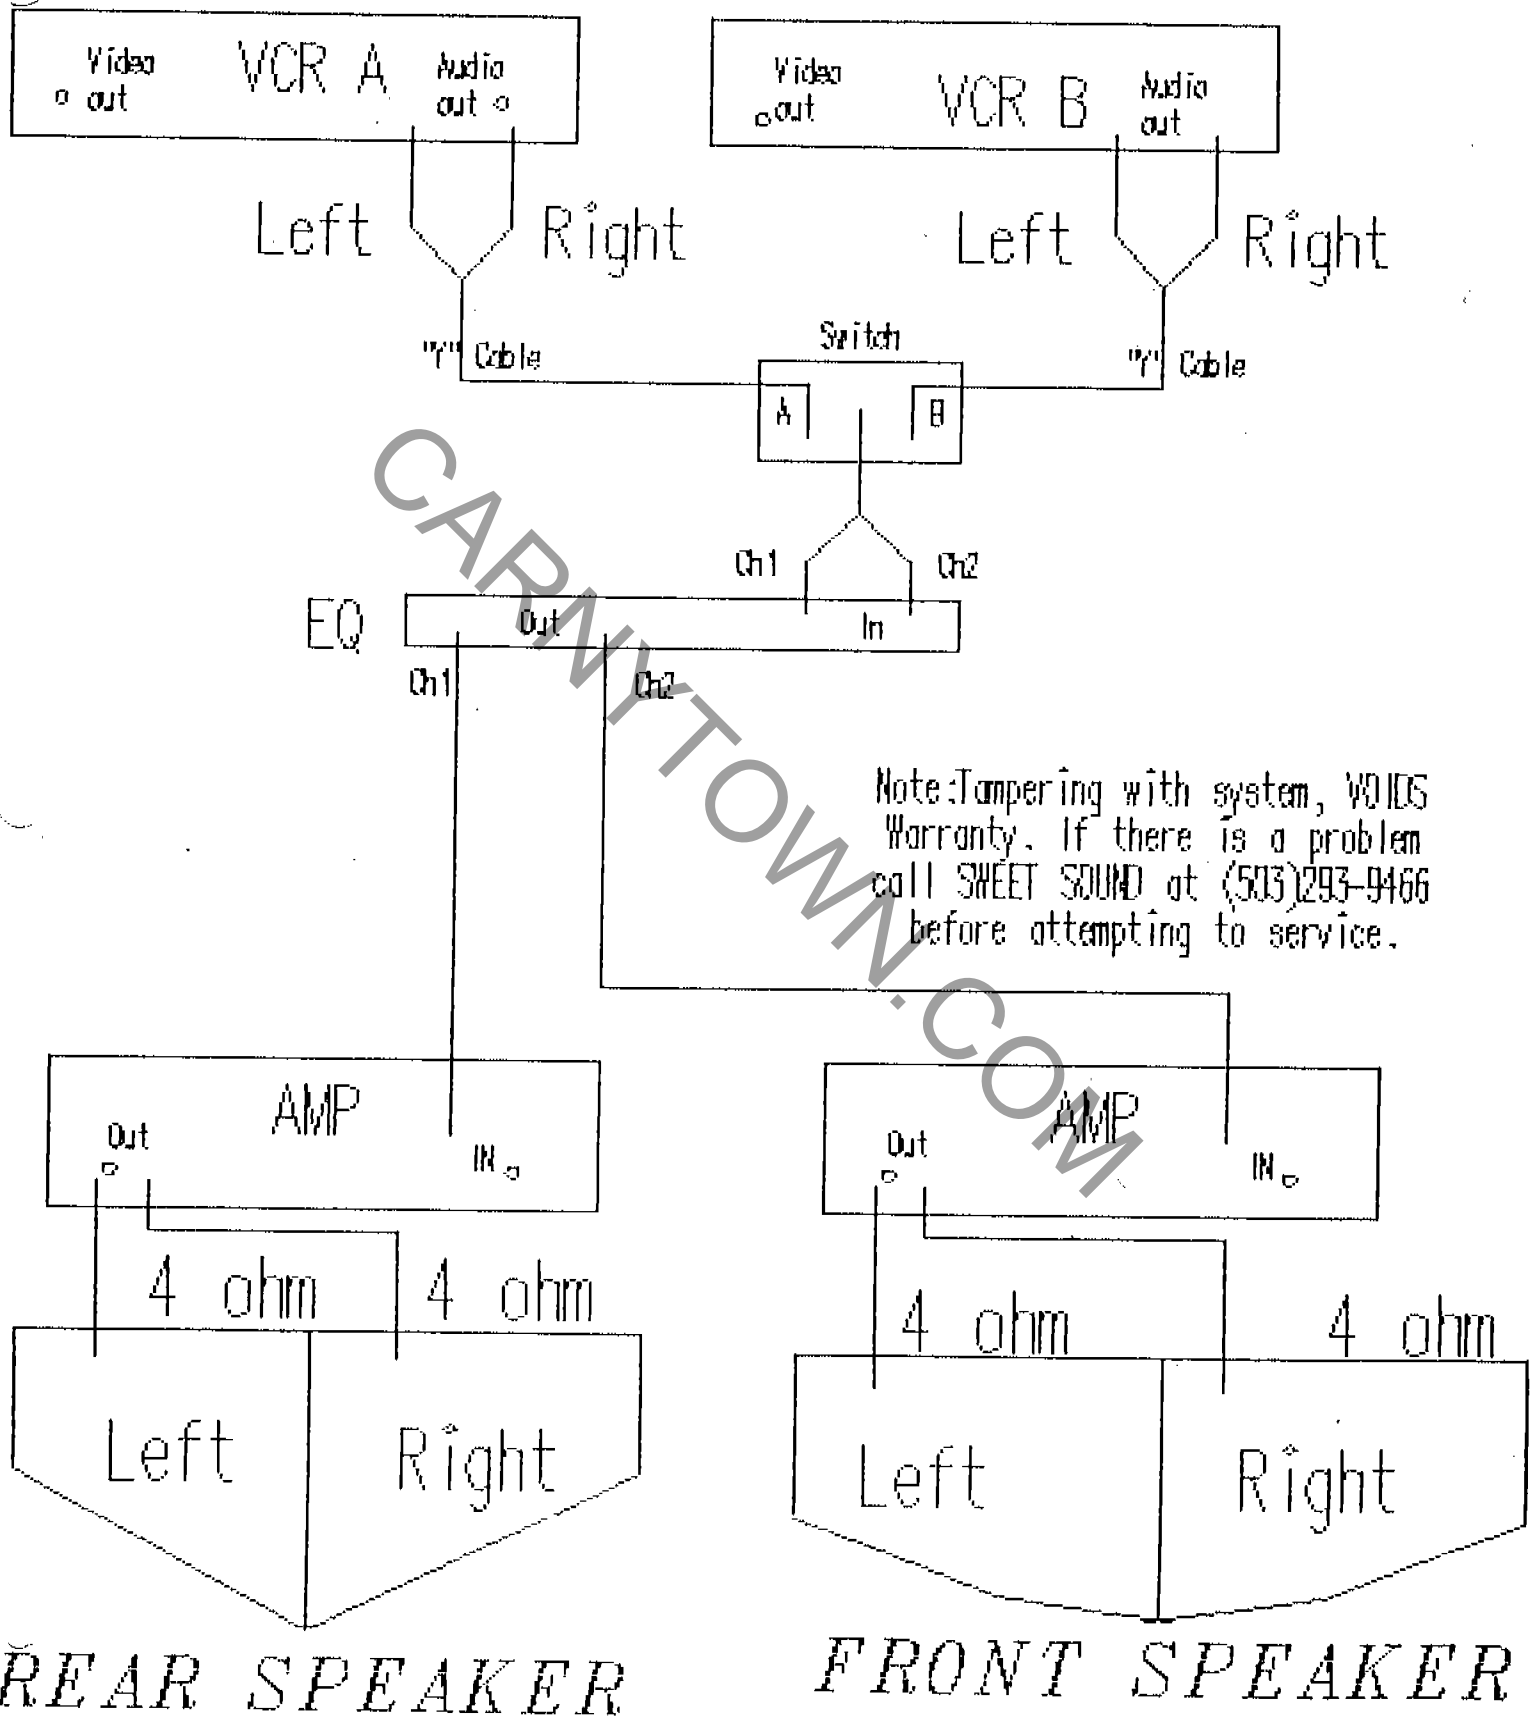 VCR A
Video
out
Audio
out
VCR B
Video
out
Audio
out
Left Right
Left Right
"Y" Cable
Switch
"Y" Cable
A B
Ch1 Ch2
EQ
Out In
Ch1 Ch2
Note:Tampering with system, VOIDS
Warranty. If there is a problem
call SWEET SOUND at (503)293-9466
before attempting to service.
CARNYTOWN.COM
AMP
Out
IN
AMP
Out
IN
4 ohm 4 ohm
4 ohm 4 ohm
Left Right
Left Right
REAR SPEAKER
FRONT SPEAKER